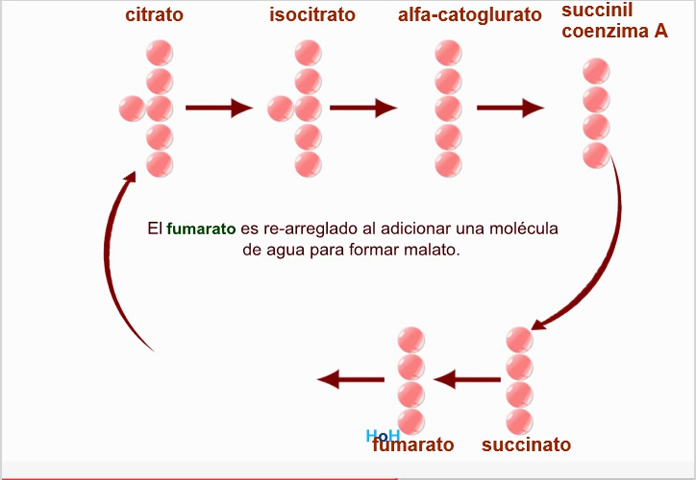 citrato
isocitrato
alfa-catoglurato
succinil
coenzima A
El fumarato es re-arreglado al adicionar una molécula
de agua para formar malato.
HoH
fumarato
succinato